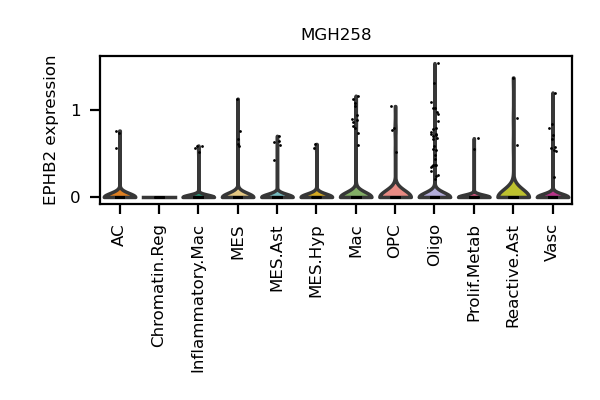 MGH258
EPHB2 expression
1
0
AC
Chromatin.Reg
Inflammatory.Mac
MES
MES.Ast
MES.Hyp
Mac
OPC
Oligo
Prolif.Metab
Reactive.Ast
Vasc